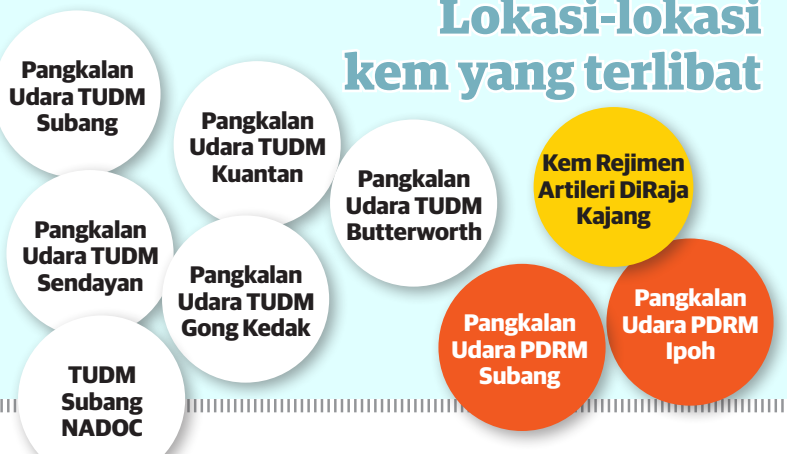 Lokasi-lokasi
kem yang terlibat
Pangkalan
Udara TUDM
Subang
Pangkalan
Udara TUDM
Kuantan
Pangkalan
Udara TUDM
Butterworth
Kem Rejimen
Artileri DiRaja
Kajang
Pangkalan
Udara TUDM
Sendayan
Pangkalan
Udara TUDM
Gong Kedak
Pangkalan
Udara PDRM
Subang
Pangkalan
Udara PDRM
Ipoh
TUDM
Subang
NADOC